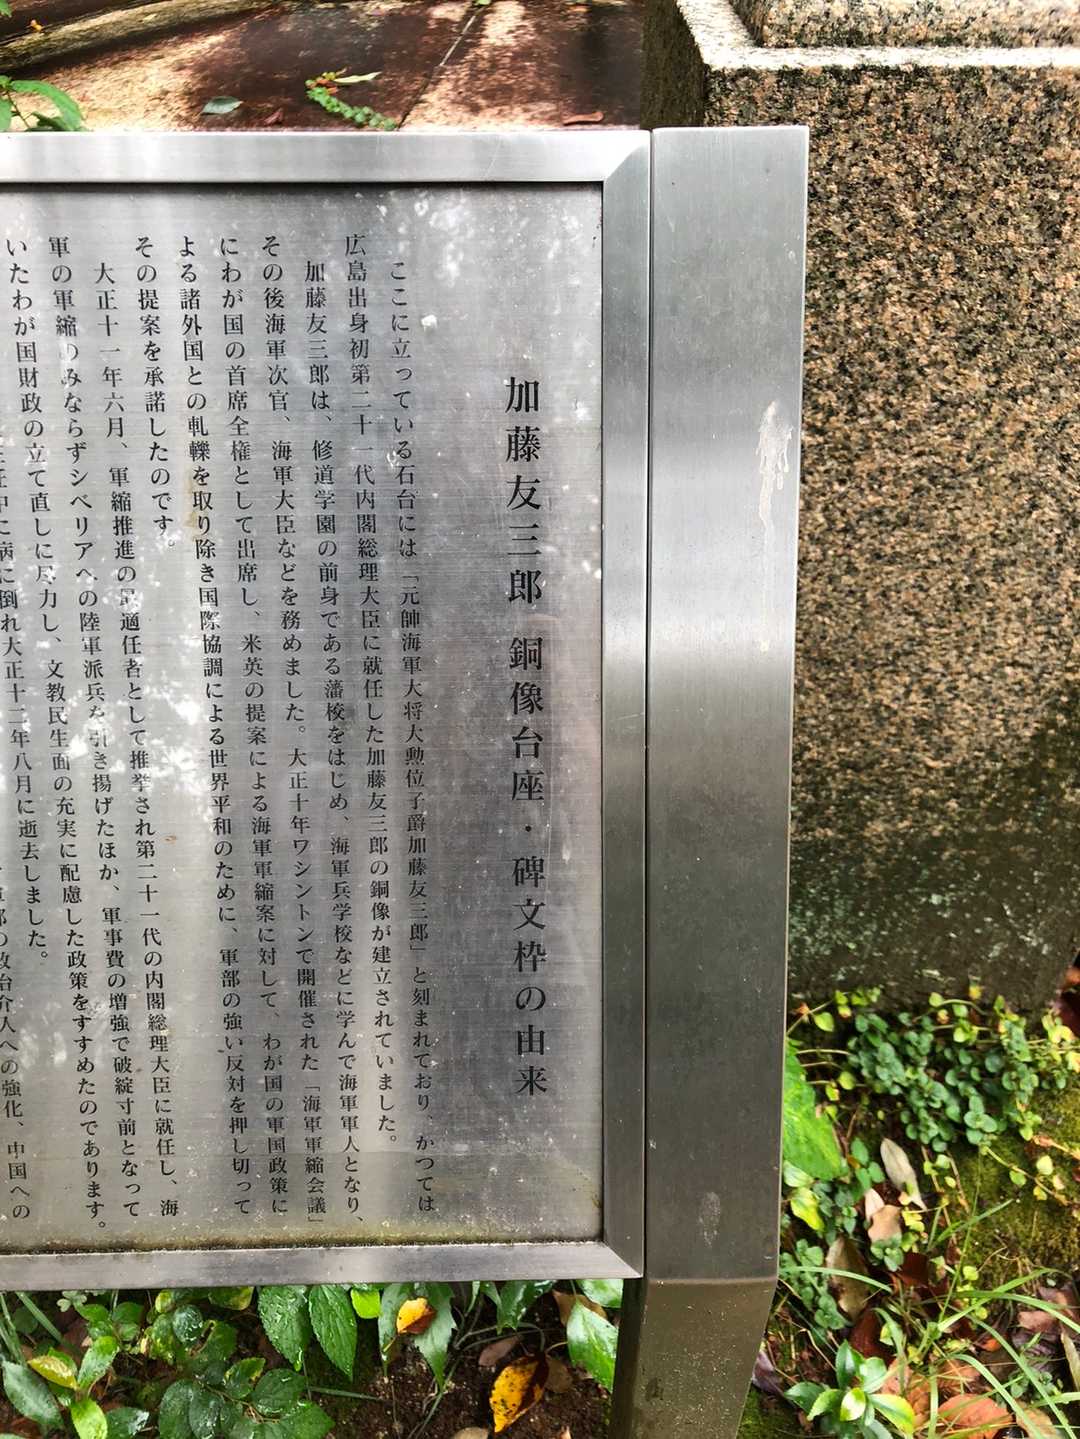 加藤友三郎 銅像台座・碑文枠の由来
ここに立っている石台には「元帥海軍大将大勲位子爵加藤友三郎」と刻まれており、かつては
広島出身初第二十一代内閣総理大臣に就任した加藤友三郎の銅像が建立されていました。
加藤友三郎は、修道学園の前身である藩校をはじめ、海軍兵学校などに学んで海軍軍人となり、
その後海軍次官、海軍大臣などを務めました。大正十年ワシントンで開催された「海軍軍縮会議」
にわが国の首席全権として出席し、米英の提案による海軍軍縮案に対して、わが国の軍国政策に
よる諸外国との軋轢を取り除き国際協調による世界平和のために、軍部の強い反対を押し切って
その提案を承諾したのです。
大正十一年六月、軍縮推進の最適任者として推挙され第二十一代の内閣総理大臣に就任し、海
軍の軍縮のみならずシベリアへの陸軍派兵を引き揚げたほか、軍事費の増強で破綻寸前となって
いたわが国財政の立て直しに尽力し、文教民生面の充実に配慮した政策をすすめたのであります。
中に病に倒れ大正十二年八月に逝去しました。
の政治介入への強化、中国への